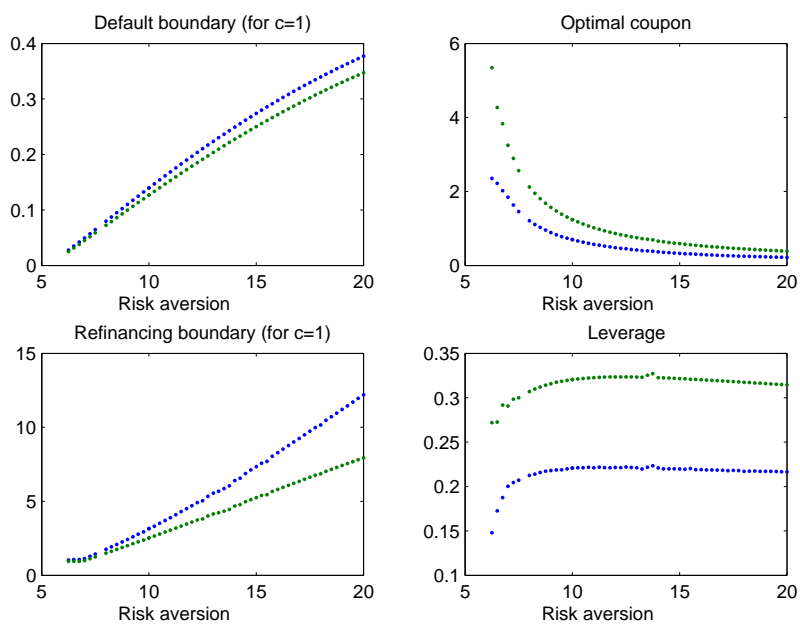 Default boundary (for c=1)
0.4
0.3
0.2
0.1
0
5 10 15 20
Risk aversion
Optimal coupon
6
4
2
0
5 10 15 20
Risk aversion
Refinancing boundary (for c=1)
15
10
5
0
5 10 15 20
Risk aversion
Leverage
0.35
0.3
0.25
0.2
0.15
0.1
5 10 15 20
Risk aversion